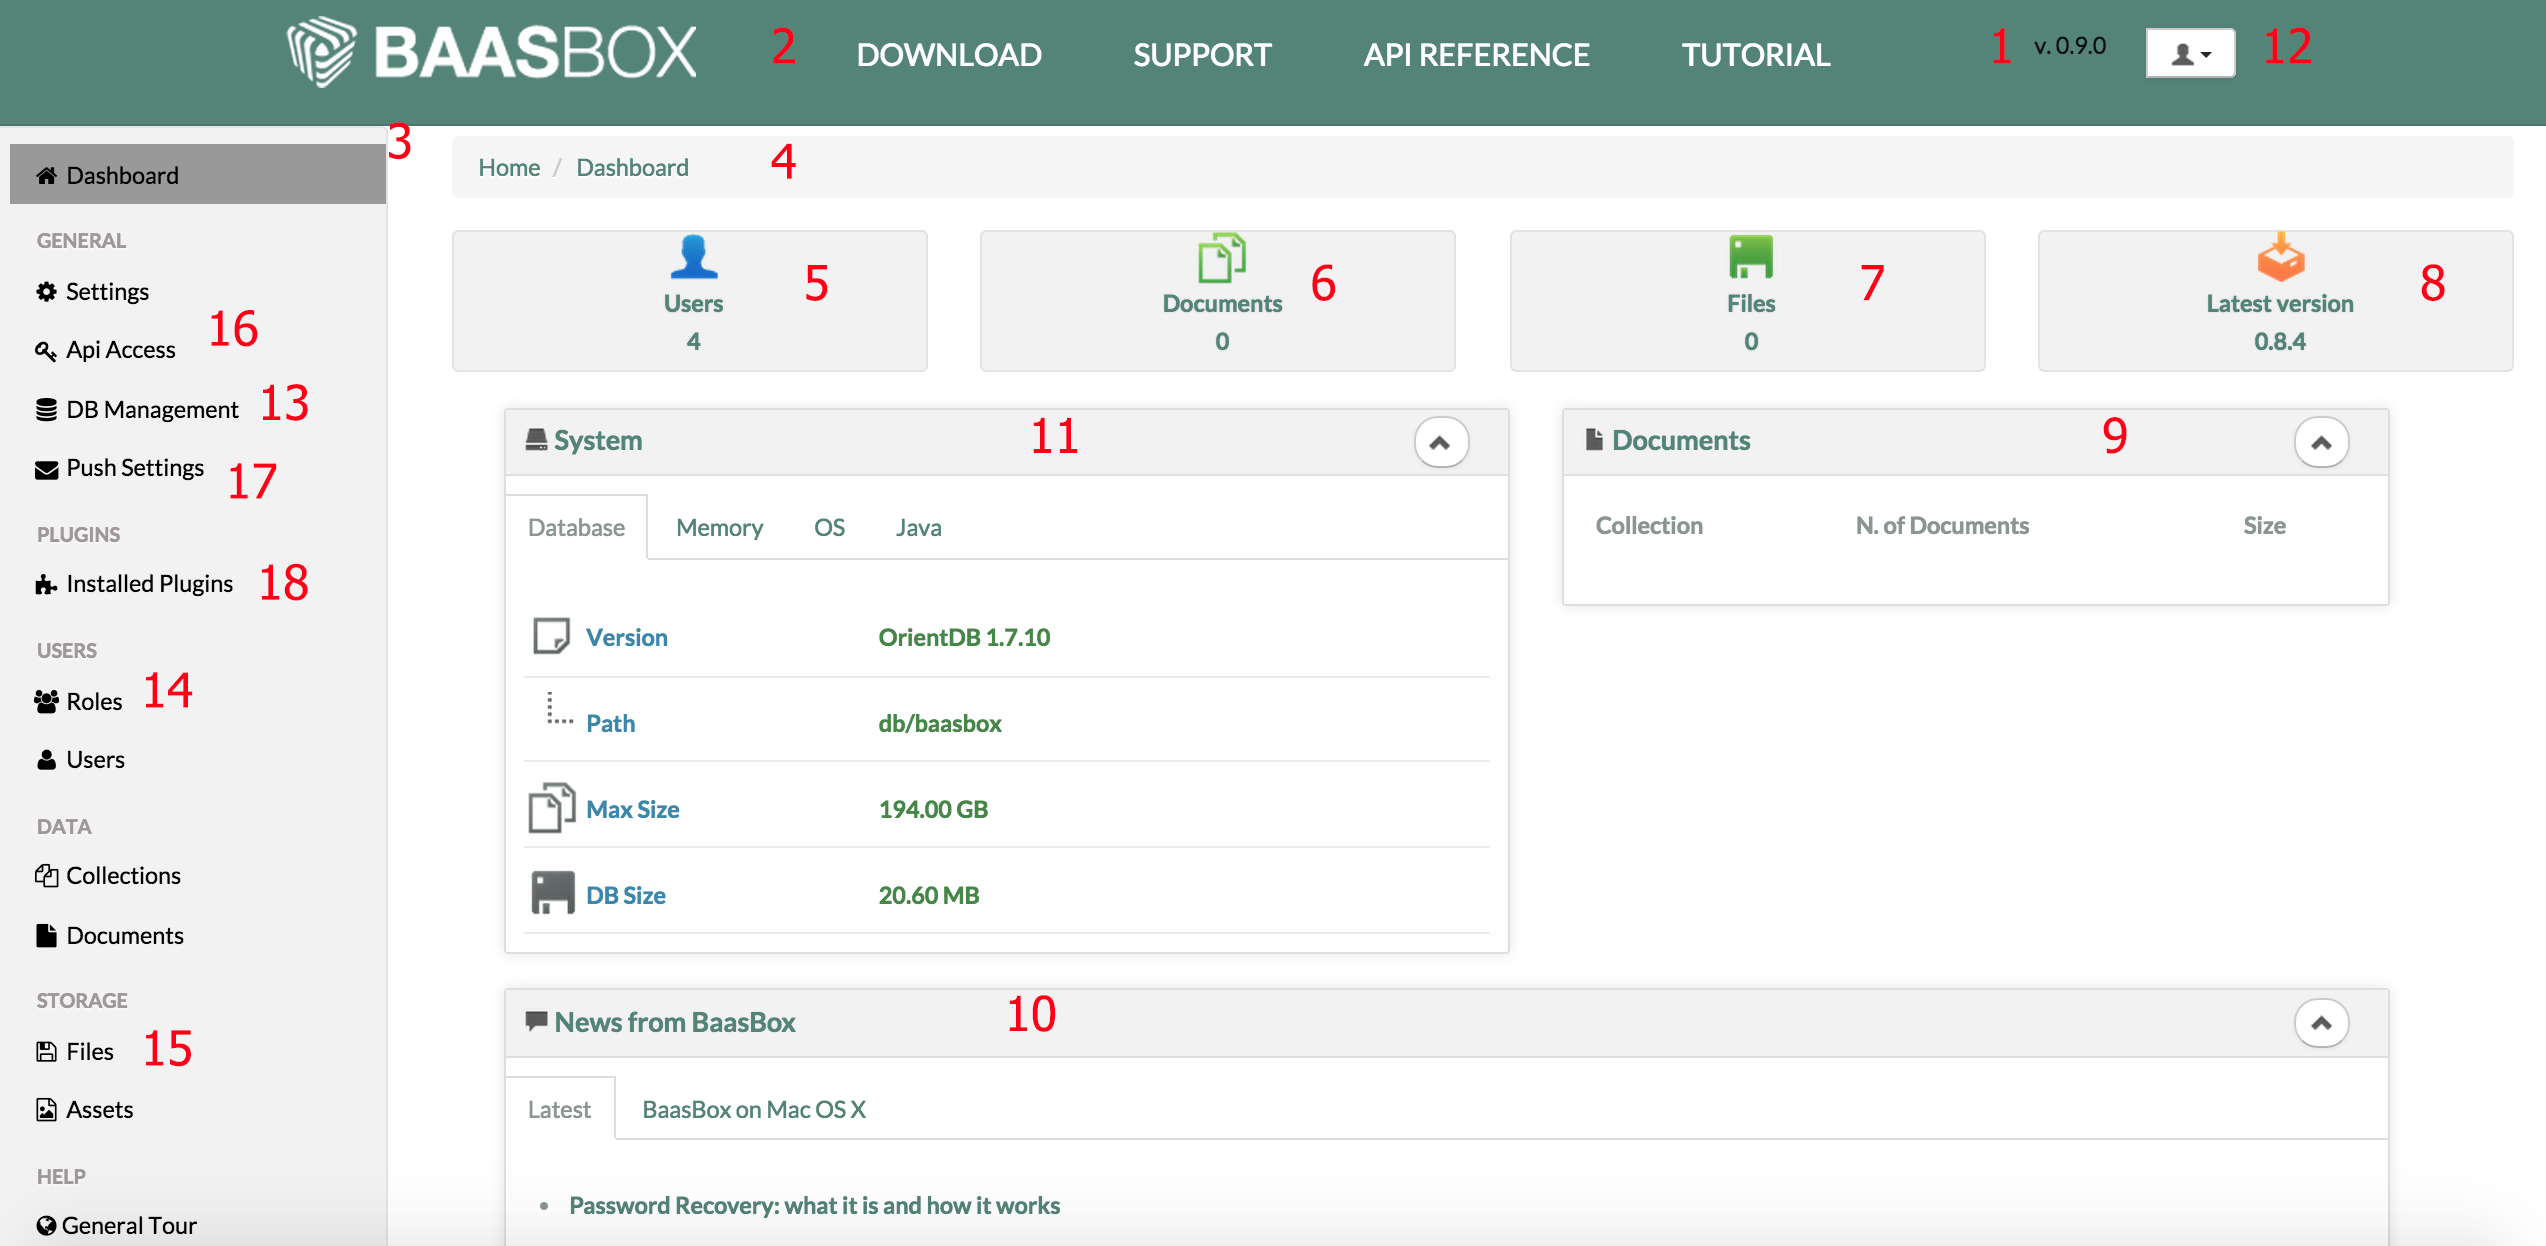 BAASBOX 2 DOWNLOAD SUPPORT API REFERENCE TUTORIAL 1 v. 0.9.0 12
3
Dashboard
GENERAL
Settings
16
Api Access
DB Management 13
Push Settings 17
PLUGINS
Installed Plugins 18
USERS
Roles 14
Users
DATA
Collections
Documents
STORAGE
Files 15
Assets
HELP
General Tour
Home / Dashboard 4
Users 5
4
Documents 6
0
Files 7
0
Latest version 8
0.8.4
System 11
Database Memory OS Java
Version OrientDB 1.7.10
Path db/baasbox
Max Size 194.00 GB
DB Size 20.60 MB
Documents 9
Collection N. of Documents Size
News from BaasBox 10
Latest BaasBox on Mac OS X
• Password Recovery: what it is and how it works